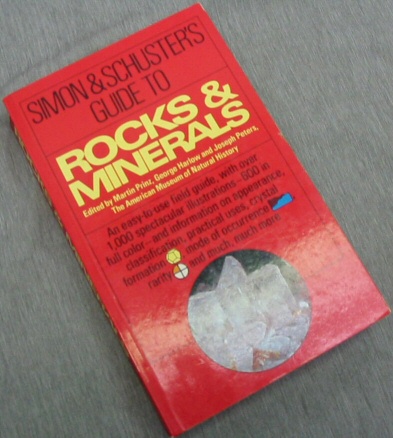 SIMON & SCHUSTER'S
GUIDE TO
ROCKS &
MINERALS
Edited by Martin Prinz, George Harlow and Joseph Peters,
The American Museum of Natural History
An easy-to-use field guide, with over
1,000 spectacular illustrations–600 in
full color–and information on appearance,
classification, practical uses, crystal
formation, mode of occurrence,
rarity and much, much more